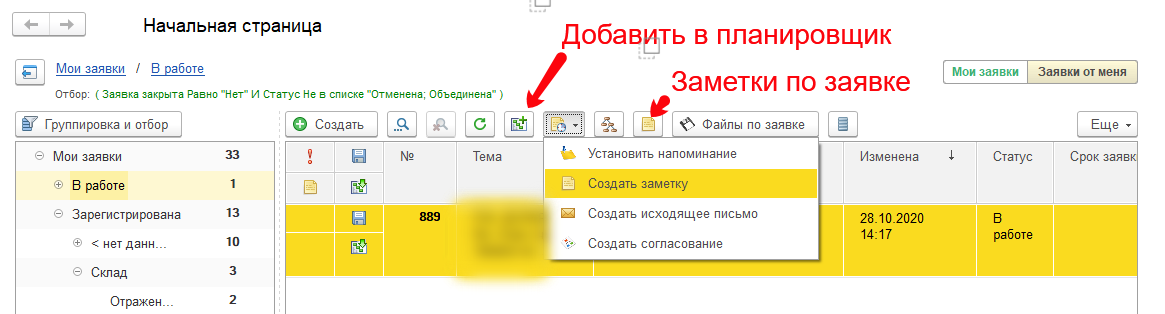 Начальная страница
Добавить в планировщик
Мои заявки / В работе
Заметки по заявке
Мои заявки Заявки от меня
Отбор: ( Заявка закрыта Равно "Нет" И Статус Не в списке "Отменена; Объединена" )
Группировка и отбор Создать Файлы по заявке Еще
Мои заявки 33
В работе 1
Зарегистрирована 13
< нет данн... 10
Склад 3
Отражен... 2
№ Тема Изменена ↓ Статус Срок заявк
Установить напоминание
Создать заметку
Создать исходящее письмо
Создать согласование
889 28.10.2020 В
14:17 работе